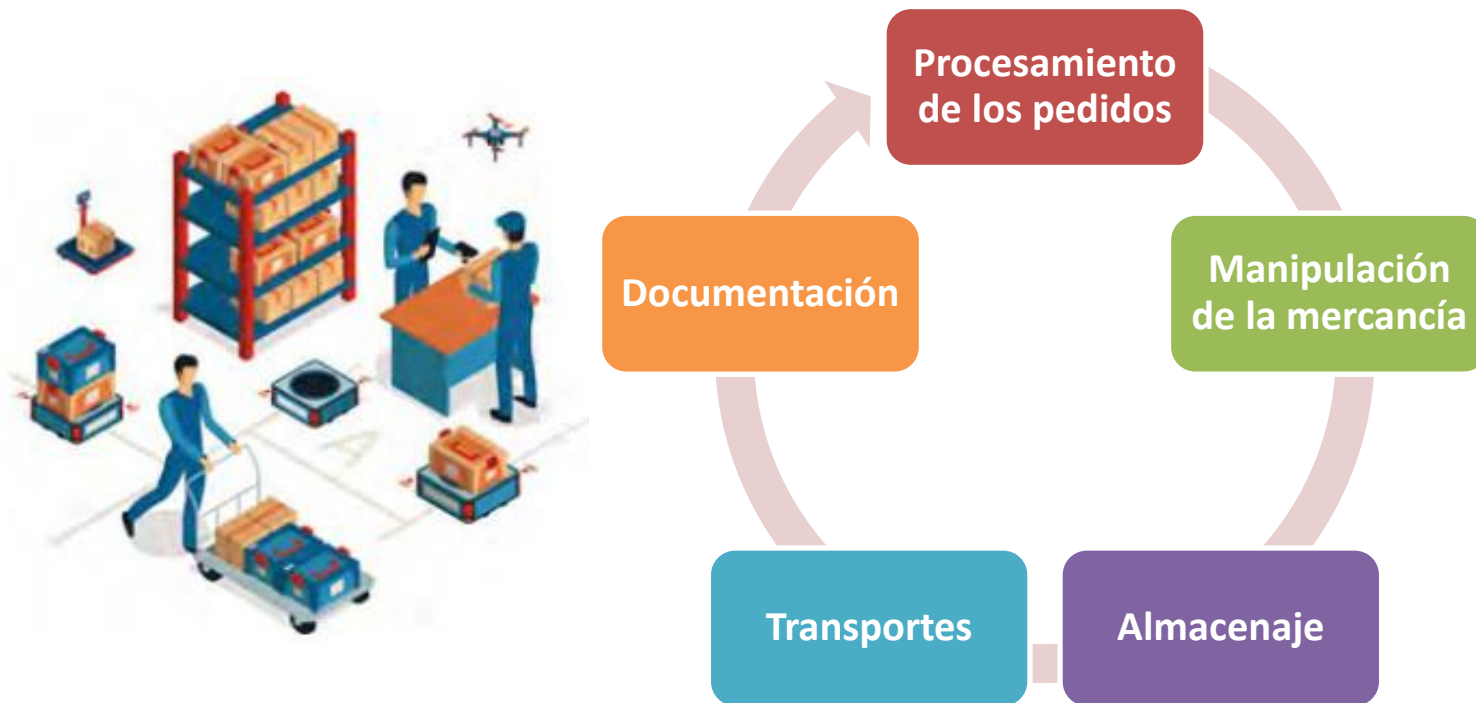 Procesamiento
de los pedidos
Manipulación
de la mercancía
Almacenaje
Transportes
Documentación
A